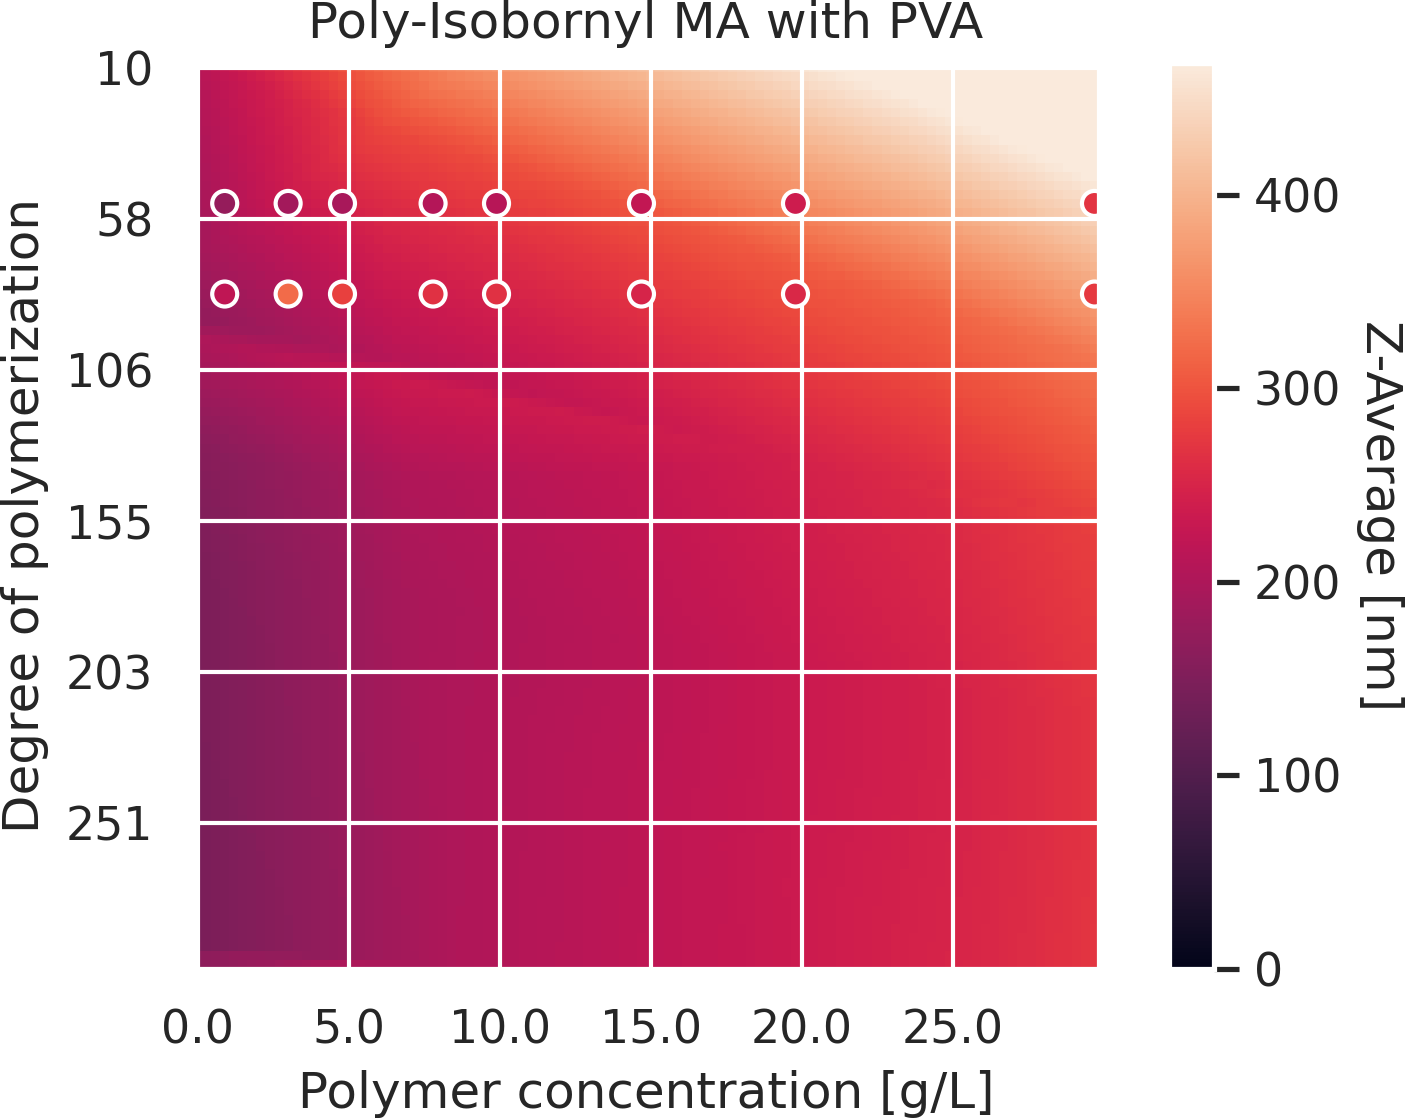 Poly-Isobornyl MA with PVA
10
58
106
155
203
251
Degree of polymerization
0.0 5.0 10.0 15.0 20.0 25.0
Polymer concentration [g/L]
400
300
200
100
0
Z-Average [nm]